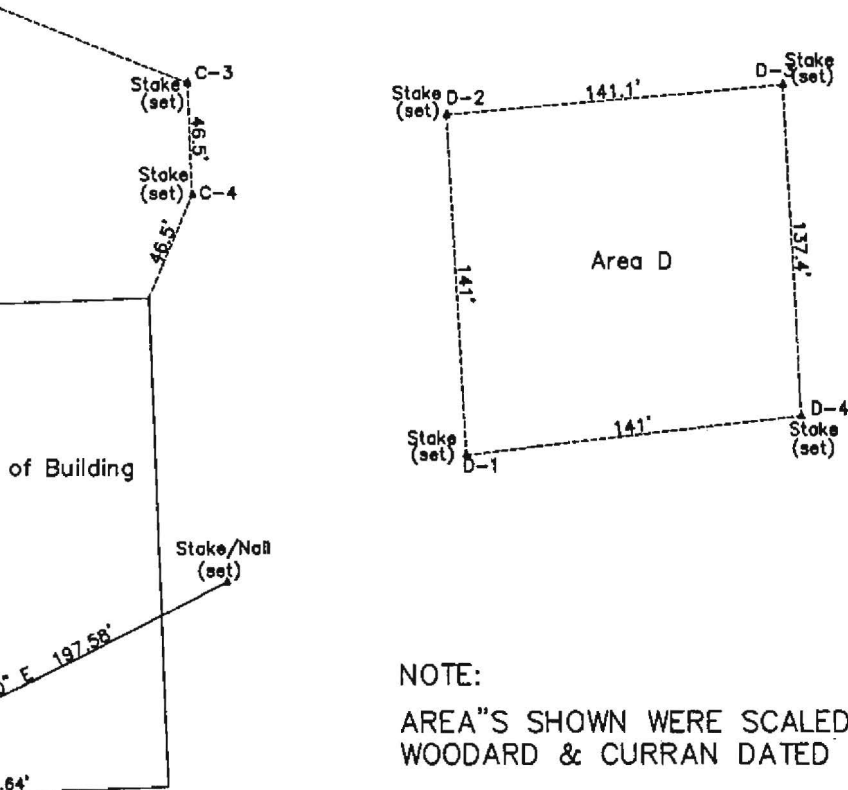 C-3
Stake
(set)
46.5'
Stake
(set)
C-4
46.5'
Stake
(set)
D-2
141.1'
D-3
Stake
(set)
141'
Area D
137.4'
Stake
(set)
D-1
141'
D-4
Stake
(set)
of Building
Stake/Nail
(set)
0" E 197.58'
.64'
NOTE:
AREA"S SHOWN WERE SCALED
WOODARD & CURRAN DATED